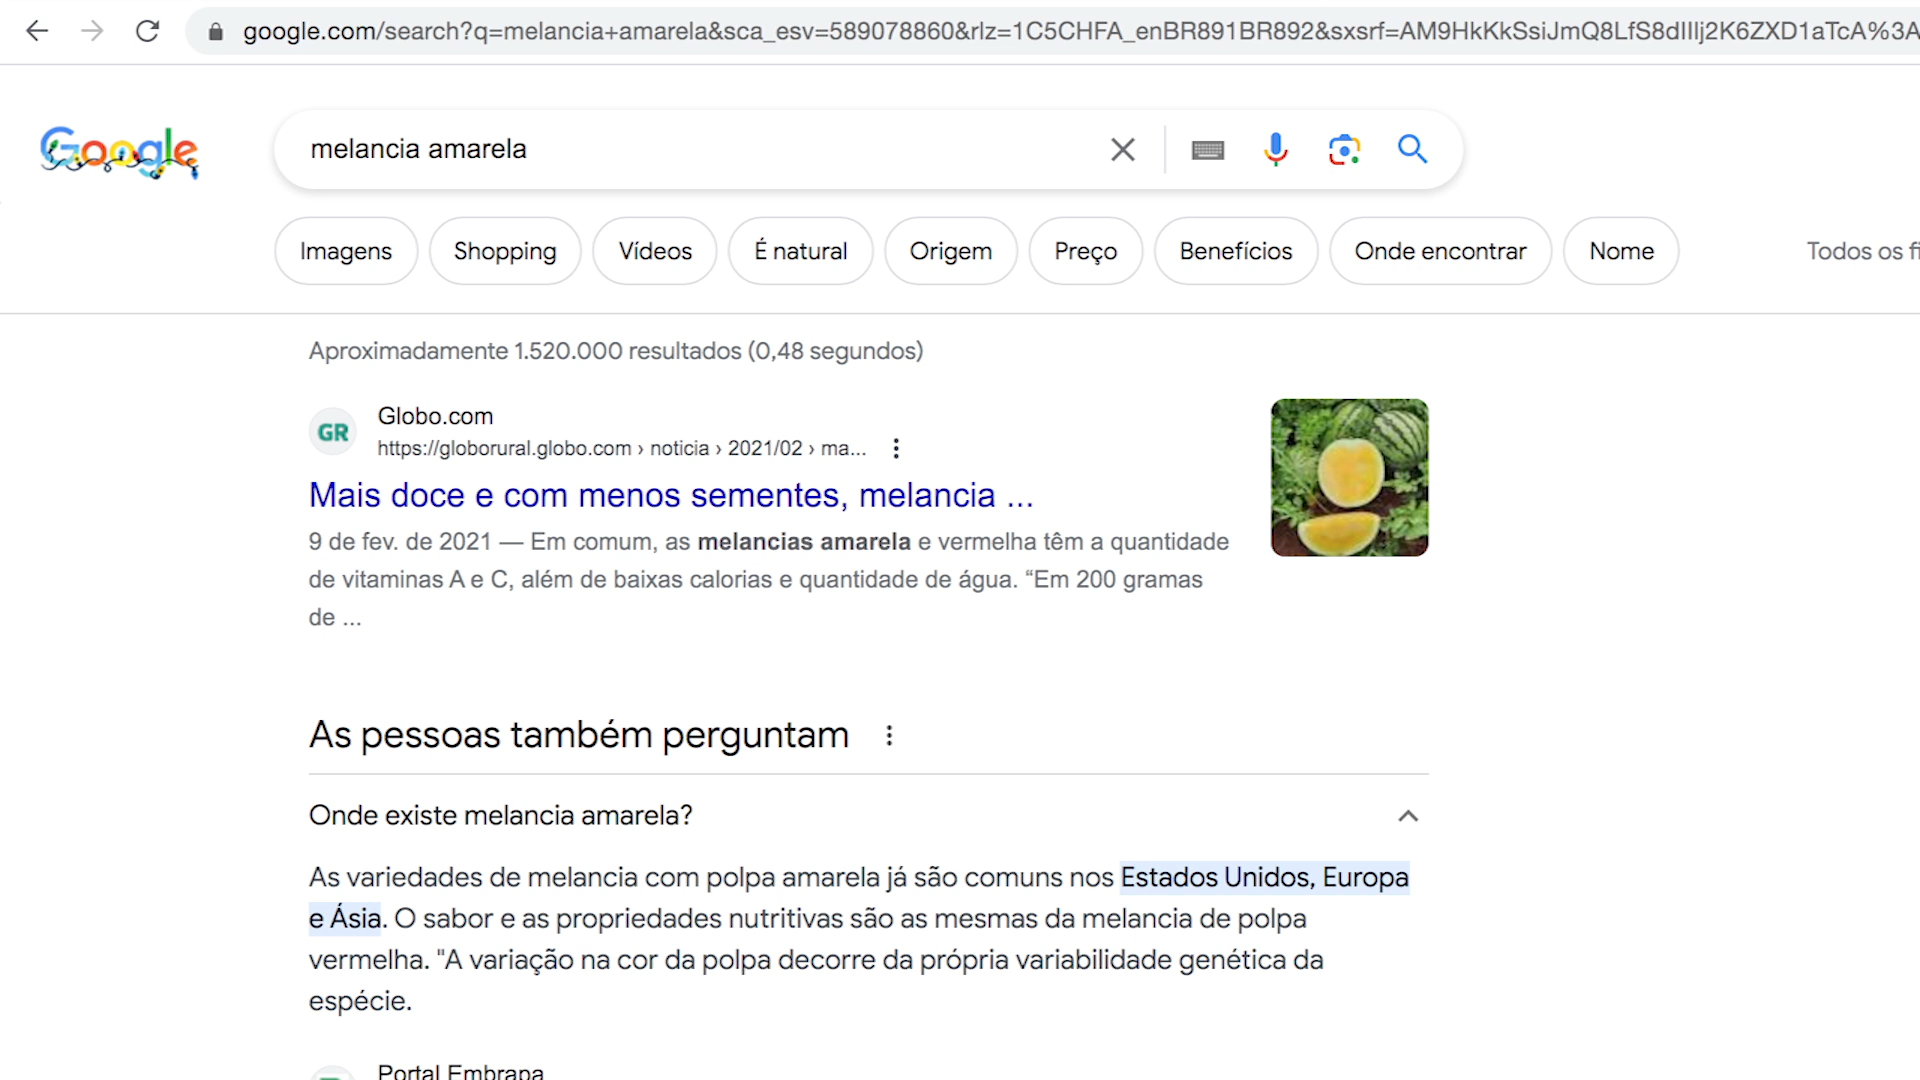 google.com/search?q=melancia+amarela&sca_esv=589078860&rlz=1C5CHFA_enBR891BR892&sxsrf=AM9HkKkSsiJmQ8LfS8dIIlj2K6ZXD1aTcA%3A
Google
melancia amarela
Imagens Shopping Vídeos É natural Origem Preço Benefícios Onde encontrar Nome Todos os fi
Aproximadamente 1.520.000 resultados (0,48 segundos)
GR Globo.com
https://globorural.globo.com › noticia › 2021/02 › ma...
Mais doce e com menos sementes, melancia ...
9 de fev. de 2021 — Em comum, as melancias amarela e vermelha têm a quantidade
de vitaminas A e C, além de baixas calorias e quantidade de água. “Em 200 gramas
de ...
As pessoas também perguntam
Onde existe melancia amarela?
As variedades de melancia com polpa amarela já são comuns nos Estados Unidos, Europa
e Ásia. O sabor e as propriedades nutritivas são as mesmas da melancia de polpa
vermelha. "A variação na cor da polpa decorre da própria variabilidade genética da
espécie.
Portal Embrapa